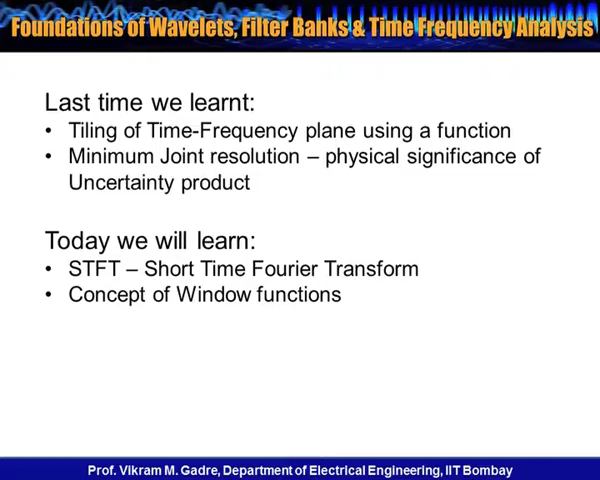 Foundations of Wavelets, Filter Banks & Time Frequency Analysis
Last time we learnt:
• Tiling of Time-Frequency plane using a function
• Minimum Joint resolution – physical significance of
Uncertainty product
Today we will learn:
• STFT – Short Time Fourier Transform
• Concept of Window functions
Prof. Vikram M. Gadre, Department of Electrical Engineering, IIT Bombay